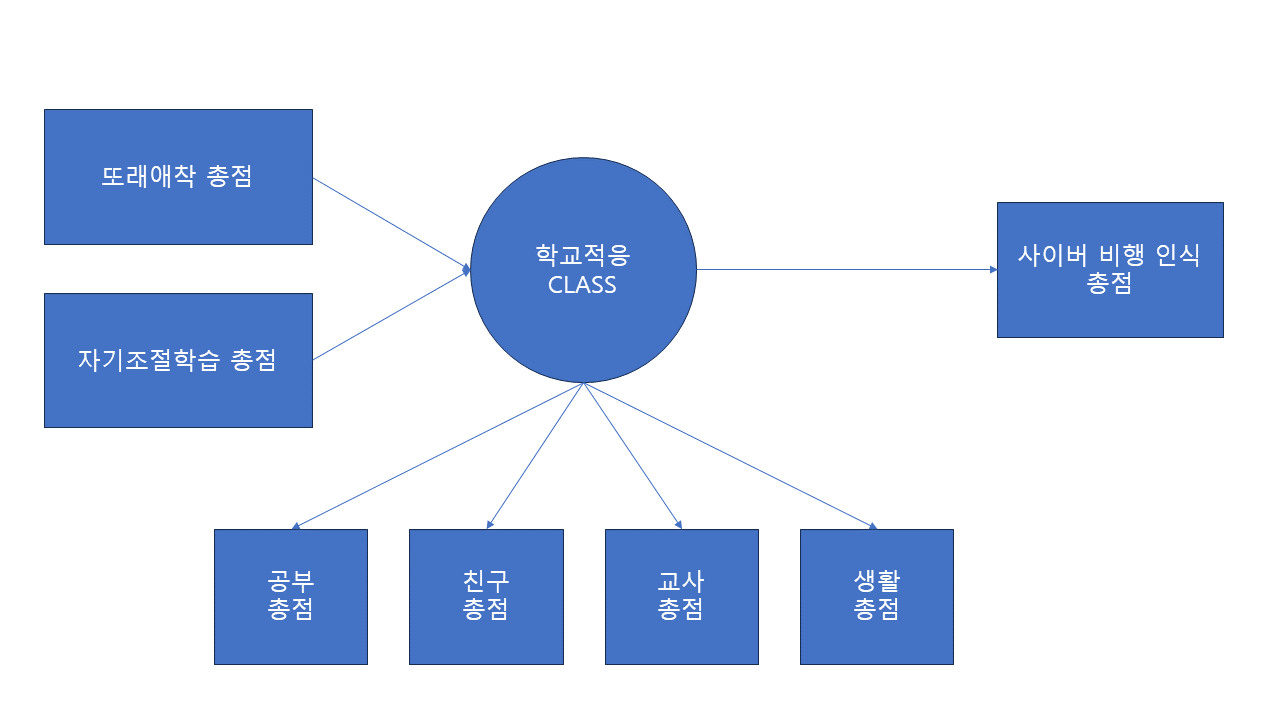 또래애착 총점
자기조절학습 총점
학교적응
CLASS
사이버 비행 인식
총점
공부
총점
친구
총점
교사
총점
생활
총점